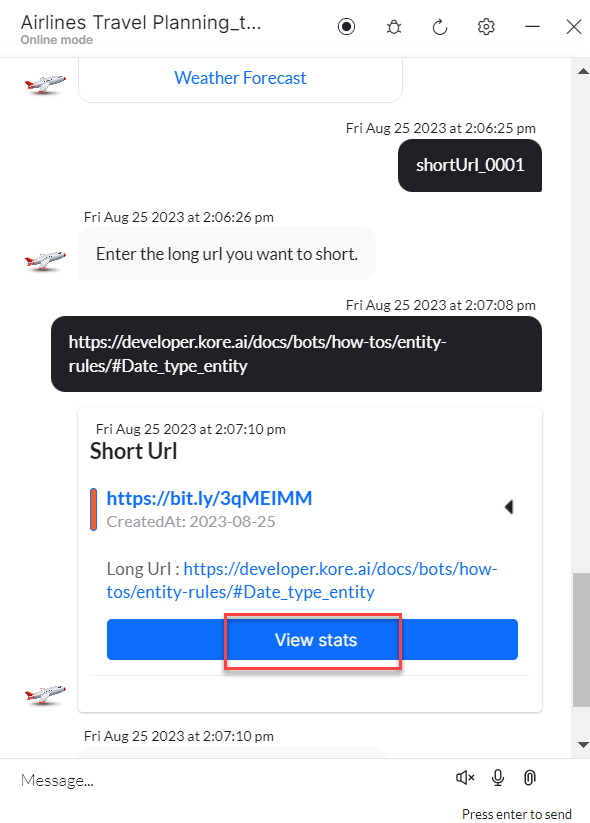 Airlines Travel Planning_t...
Online mode
Weather Forecast
Fri Aug 25 2023 at 2:06:25 pm
shortUrl_0001
Fri Aug 25 2023 at 2:06:26 pm
Enter the long url you want to short.
Fri Aug 25 2023 at 2:07:08 pm
https://developer.kore.ai/docs/bots/how-tos/entity-
rules/#Date_type_entity
Fri Aug 25 2023 at 2:07:10 pm
Short Url
https://bit.ly/3qMEIMM
CreatedAt: 2023-08-25
Long Url : https://developer.kore.ai/docs/bots/how-
tos/entity-rules/#Date_type_entity
View stats
Fri Aug 25 2023 at 2:07:10 pm
Message...
Press enter to send